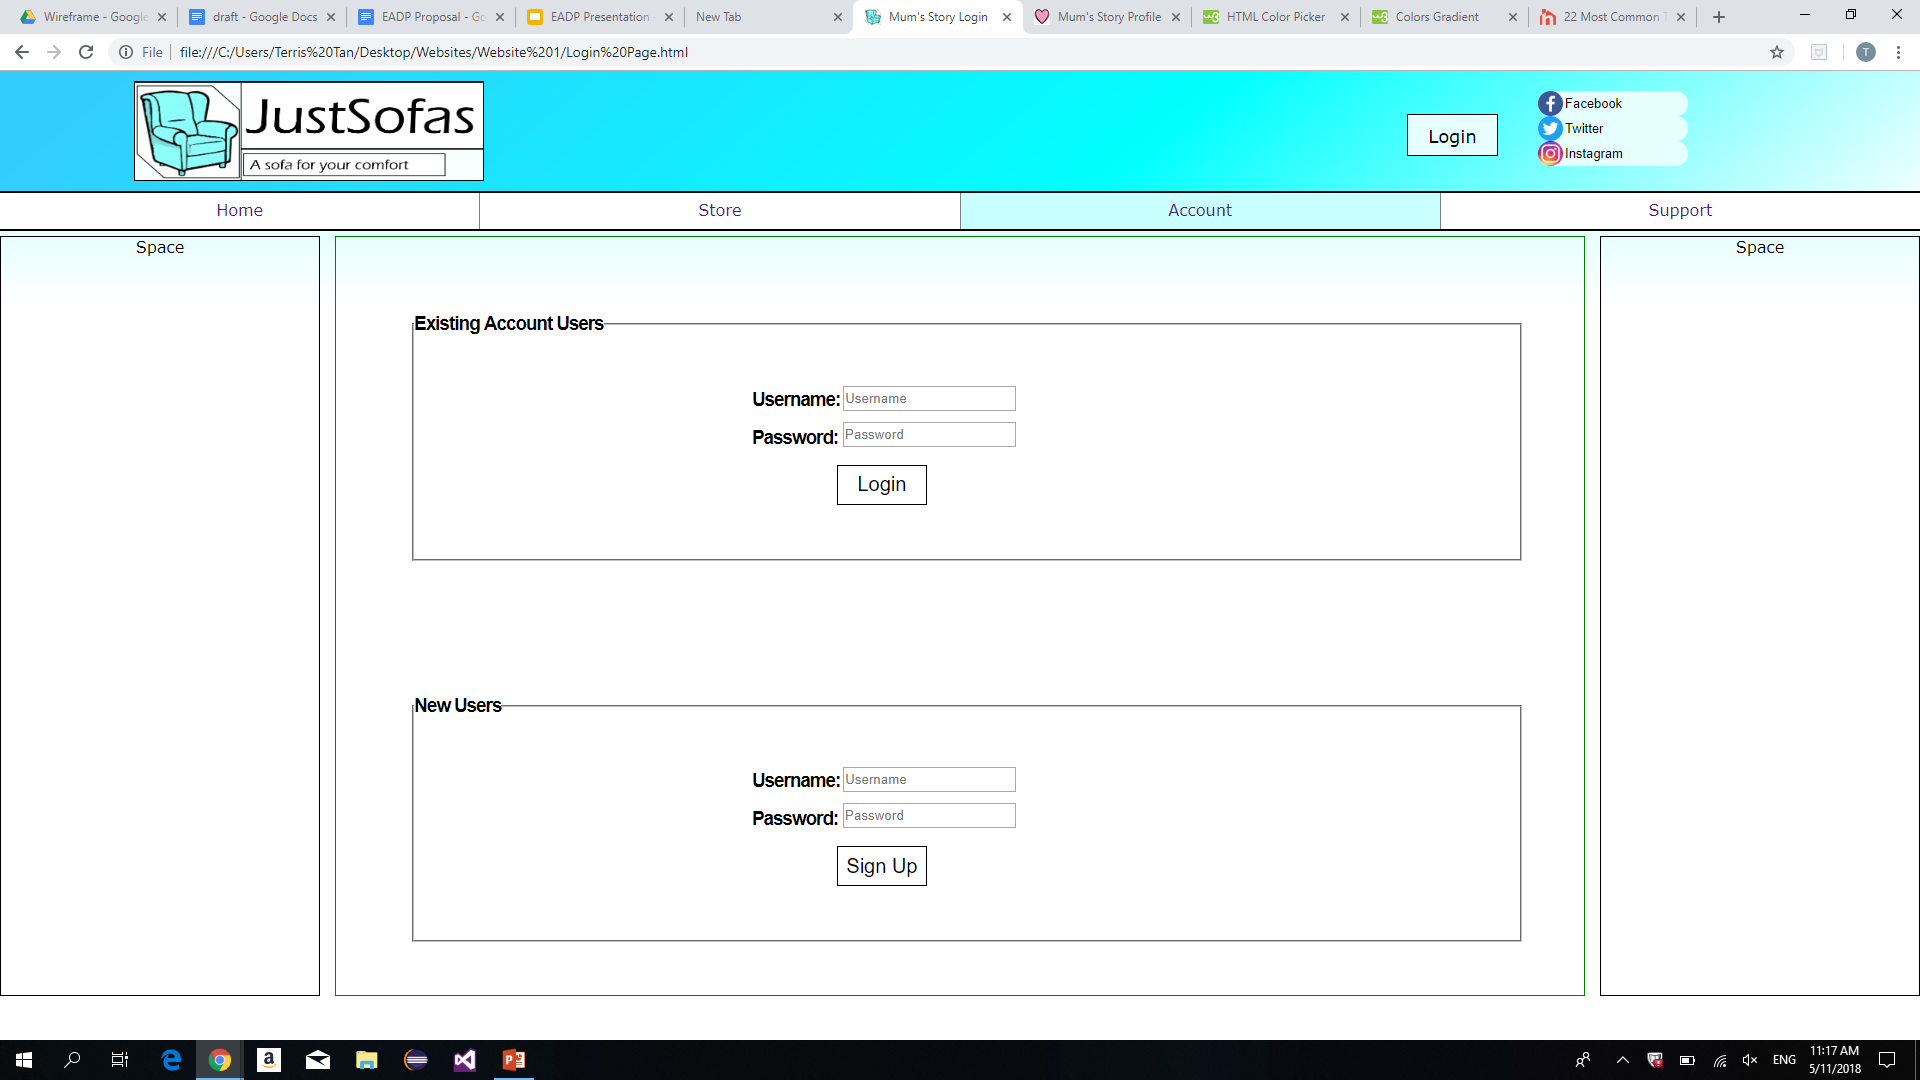 Wireframe - Google
draft - Google Docs
EADP Proposal - Go
EADP Presentation
New Tab
Mum's Story Login
Mum's Story Profile
HTML Color Picker
Colors Gradient
22 Most Common T
File
file:///C:/Users/Terris%20Tan/Desktop/Websites/Website%201/Login%20Page.html
T
JustSofas
A sofa for your comfort
Login
Facebook
Twitter
Instagram
Home
Store
Account
Support
Space
Space
Existing Account Users
Username: Username
Password: Password
Login
New Users
Username: Username
Password: Password
Sign Up
ENG
11:17 AM
5/11/2018